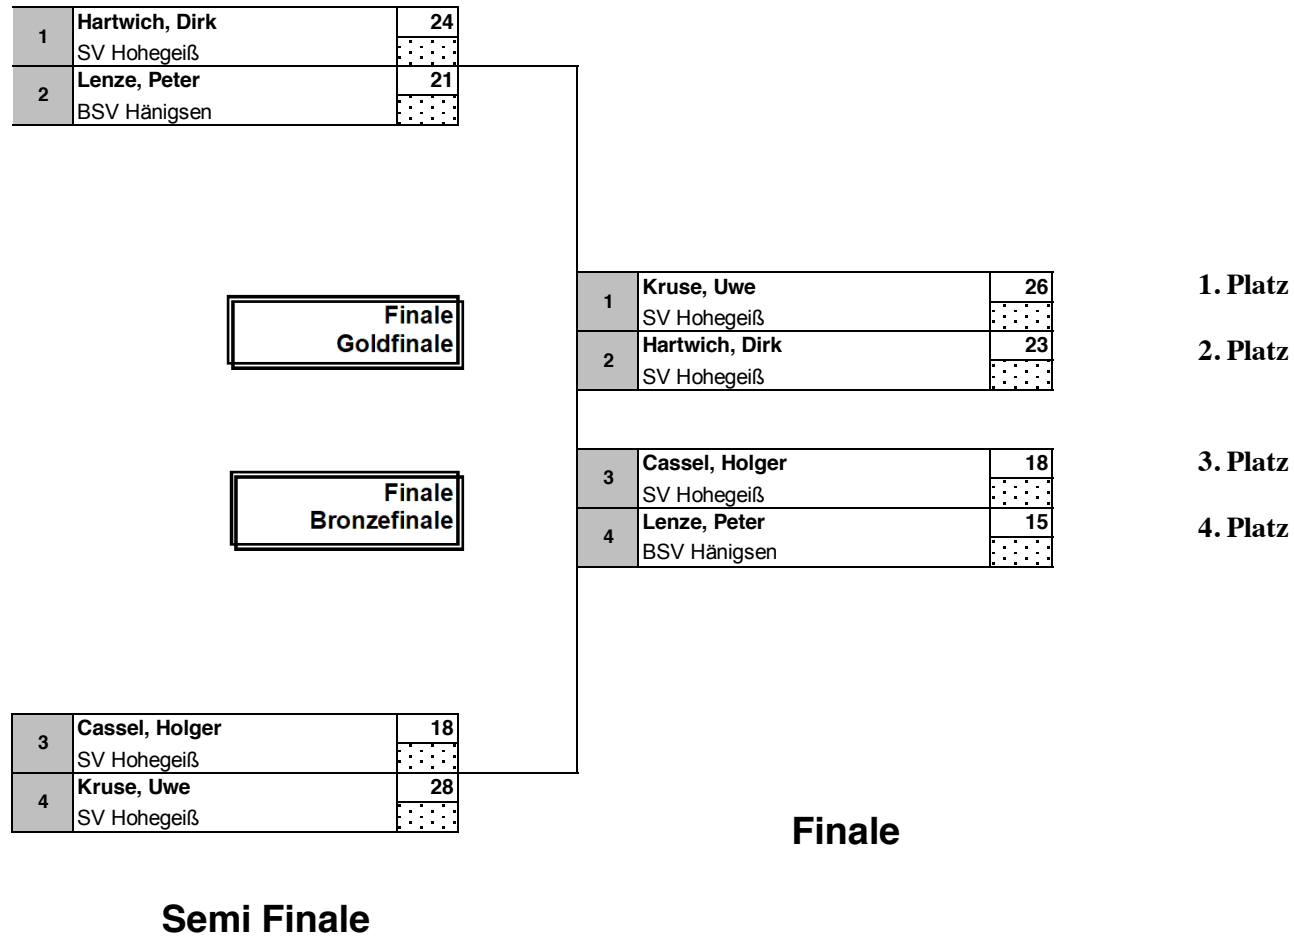 1
Hartwich, Dirk 24
SV Hohegeiß
2
Lenze, Peter 21
BSV Hänigsen
Finale
Goldfinale
1
Kruse, Uwe 26
SV Hohegeiß
1. Platz
2
Hartwich, Dirk 23
SV Hohegeiß
2. Platz
Finale
Bronzefinale
3
Cassel, Holger 18
SV Hohegeiß
3. Platz
4
Lenze, Peter 15
BSV Hänigsen
4. Platz
3
Cassel, Holger 18
SV Hohegeiß
4
Kruse, Uwe 28
SV Hohegeiß
Finale
Semi Finale